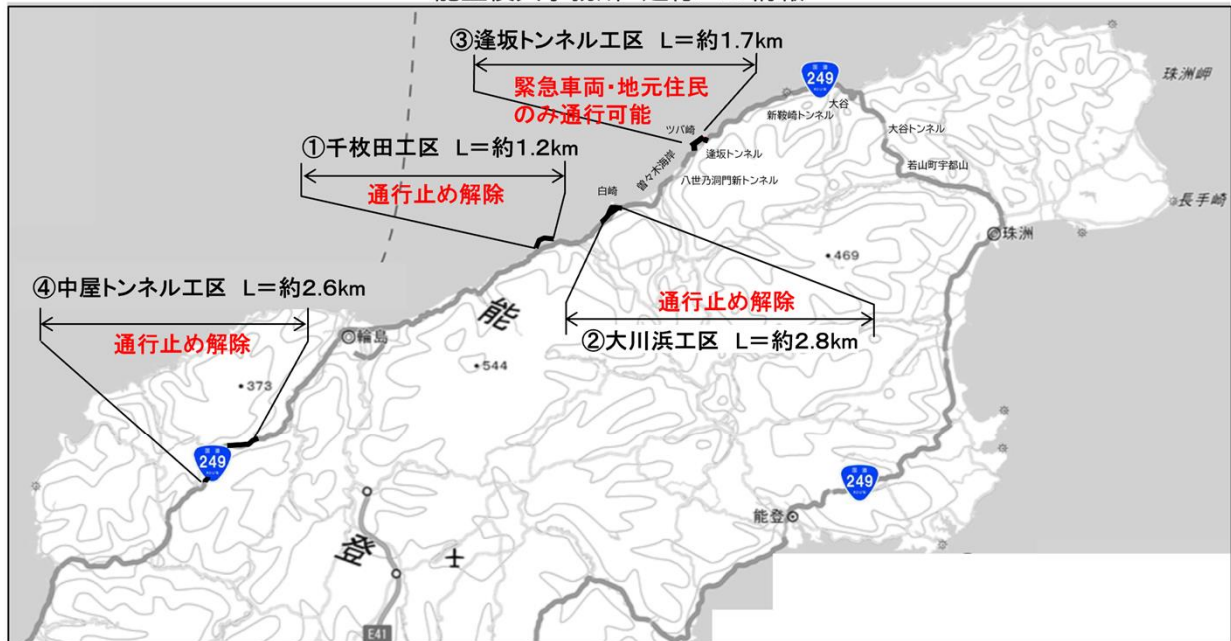 ③逢坂トンネル工区 L=約1.7km
緊急車両・地元住民
のみ通行可能
249
珠洲岬
大谷
新鞍崎トンネル
大谷トンネル
ツバ崎
①千枚田工区 L=約1.2km
逢坂トンネル
若山町宇都山
曽々木海岸
八世乃洞門新トンネル
通行止め解除
白崎
長手崎
珠洲
469
④中屋トンネル工区 L=約2.6km
通行止め解除
能
通行止め解除
輪島
②大川浜工区 L=約2.8km
544
373
249
249
能登
登
E41